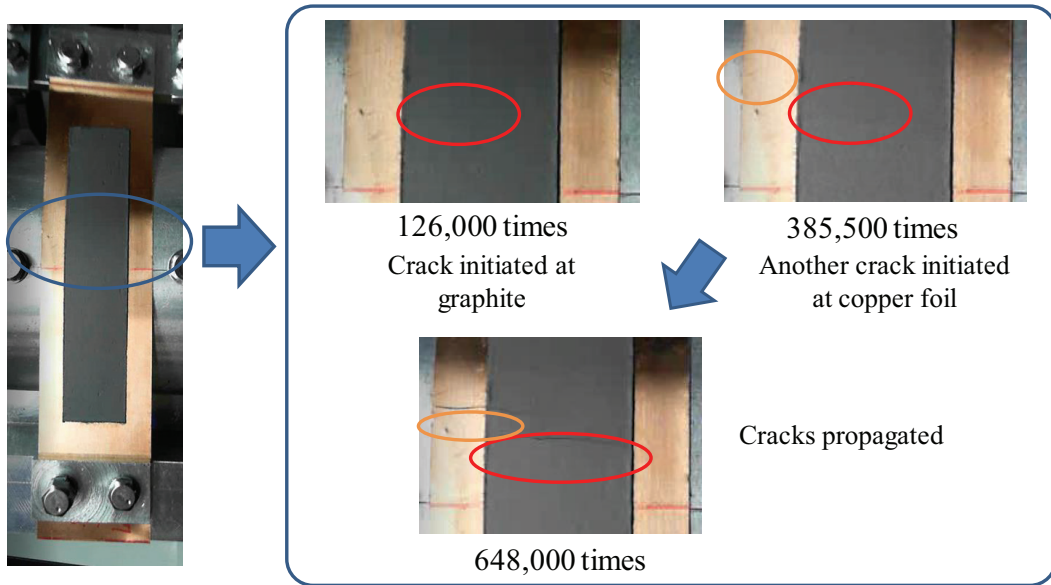 126,000 times
Crack initiated at
graphite
385,500 times
Another crack initiated
at copper foil
Cracks propagated
648,000 times